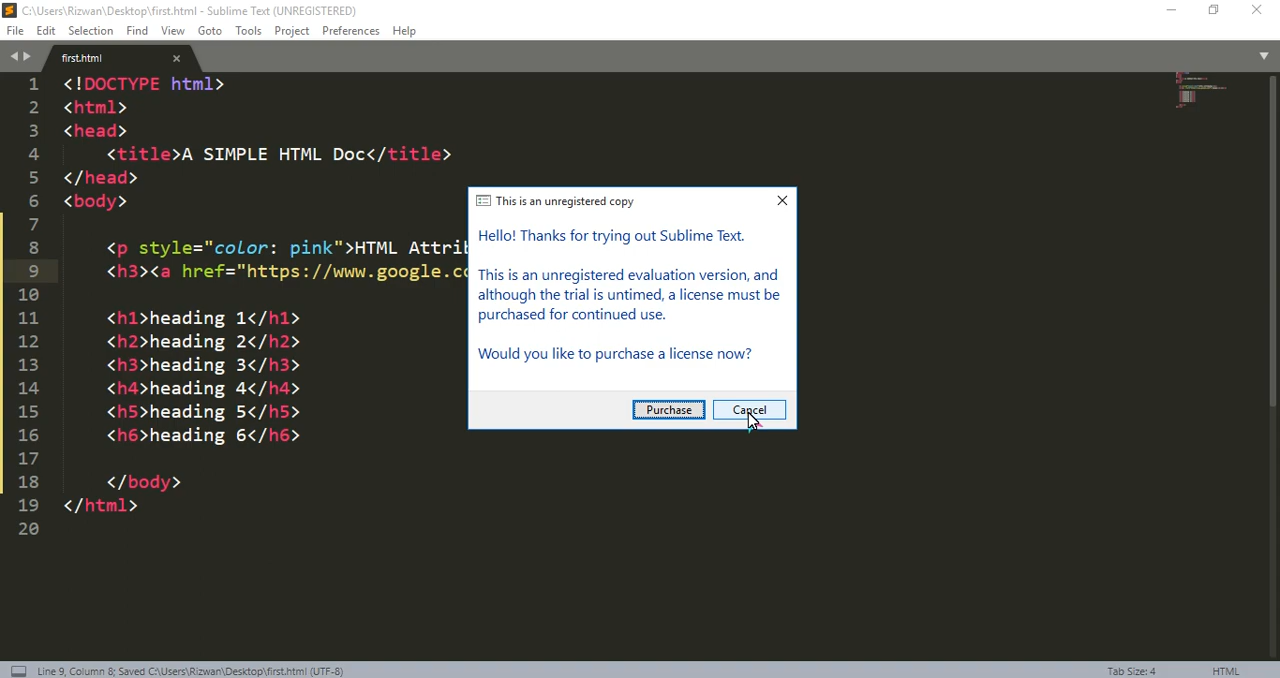 C:\Users\Rizwan\Desktop\first.html - Sublime Text (UNREGISTERED)
File Edit Selection Find View Goto Tools Project Preferences Help
first.html
1 <!DOCTYPE html>
2 <html>
3 <head>
4 <title>A SIMPLE HTML Doc</title>
5 </head>
6 <body>
7
8 <p style="color: pink">HTML Attrib
9 <h3><a href="https://www.google.co
10
11 <h1>heading 1</h1>
12 <h2>heading 2</h2>
13 <h3>heading 3</h3>
14 <h4>heading 4</h4>
15 <h5>heading 5</h5>
16 <h6>heading 6</h6>
17
18 </body>
19 </html>
20
This is an unregistered copy
Hello! Thanks for trying out Sublime Text.
This is an unregistered evaluation version, and
although the trial is untimed, a license must be
purchased for continued use.
Would you like to purchase a license now?
Purchase Cancel
Line 9, Column 8; Saved C:\Users\Rizwan\Desktop\first.html (UTF-8) Tab Size: 4 HTML